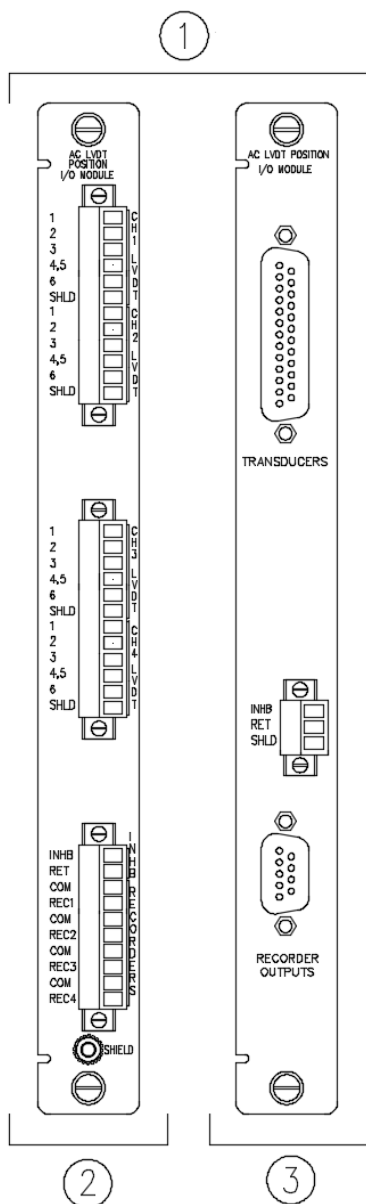 1
AC LVDT
POSITION
I/O MODULE
1
2
3
4,5
6
SHLD
CH1 LVDT
1
2
3
4,5
6
SHLD
CH2 LVDT
1
2
3
4,5
6
SHLD
CH3 LVDT
1
2
3
4,5
6
SHLD
CH4 LVDT
INHB
RET
COM
REC1
COM
REC2
COM
REC3
COM
REC4
INHB RECORDERS
SHIELD
2
AC LVDT POSITION
I/O MODULE
TRANSDUCERS
INHB
RET
SHLD
RECORDER
OUTPUTS
3